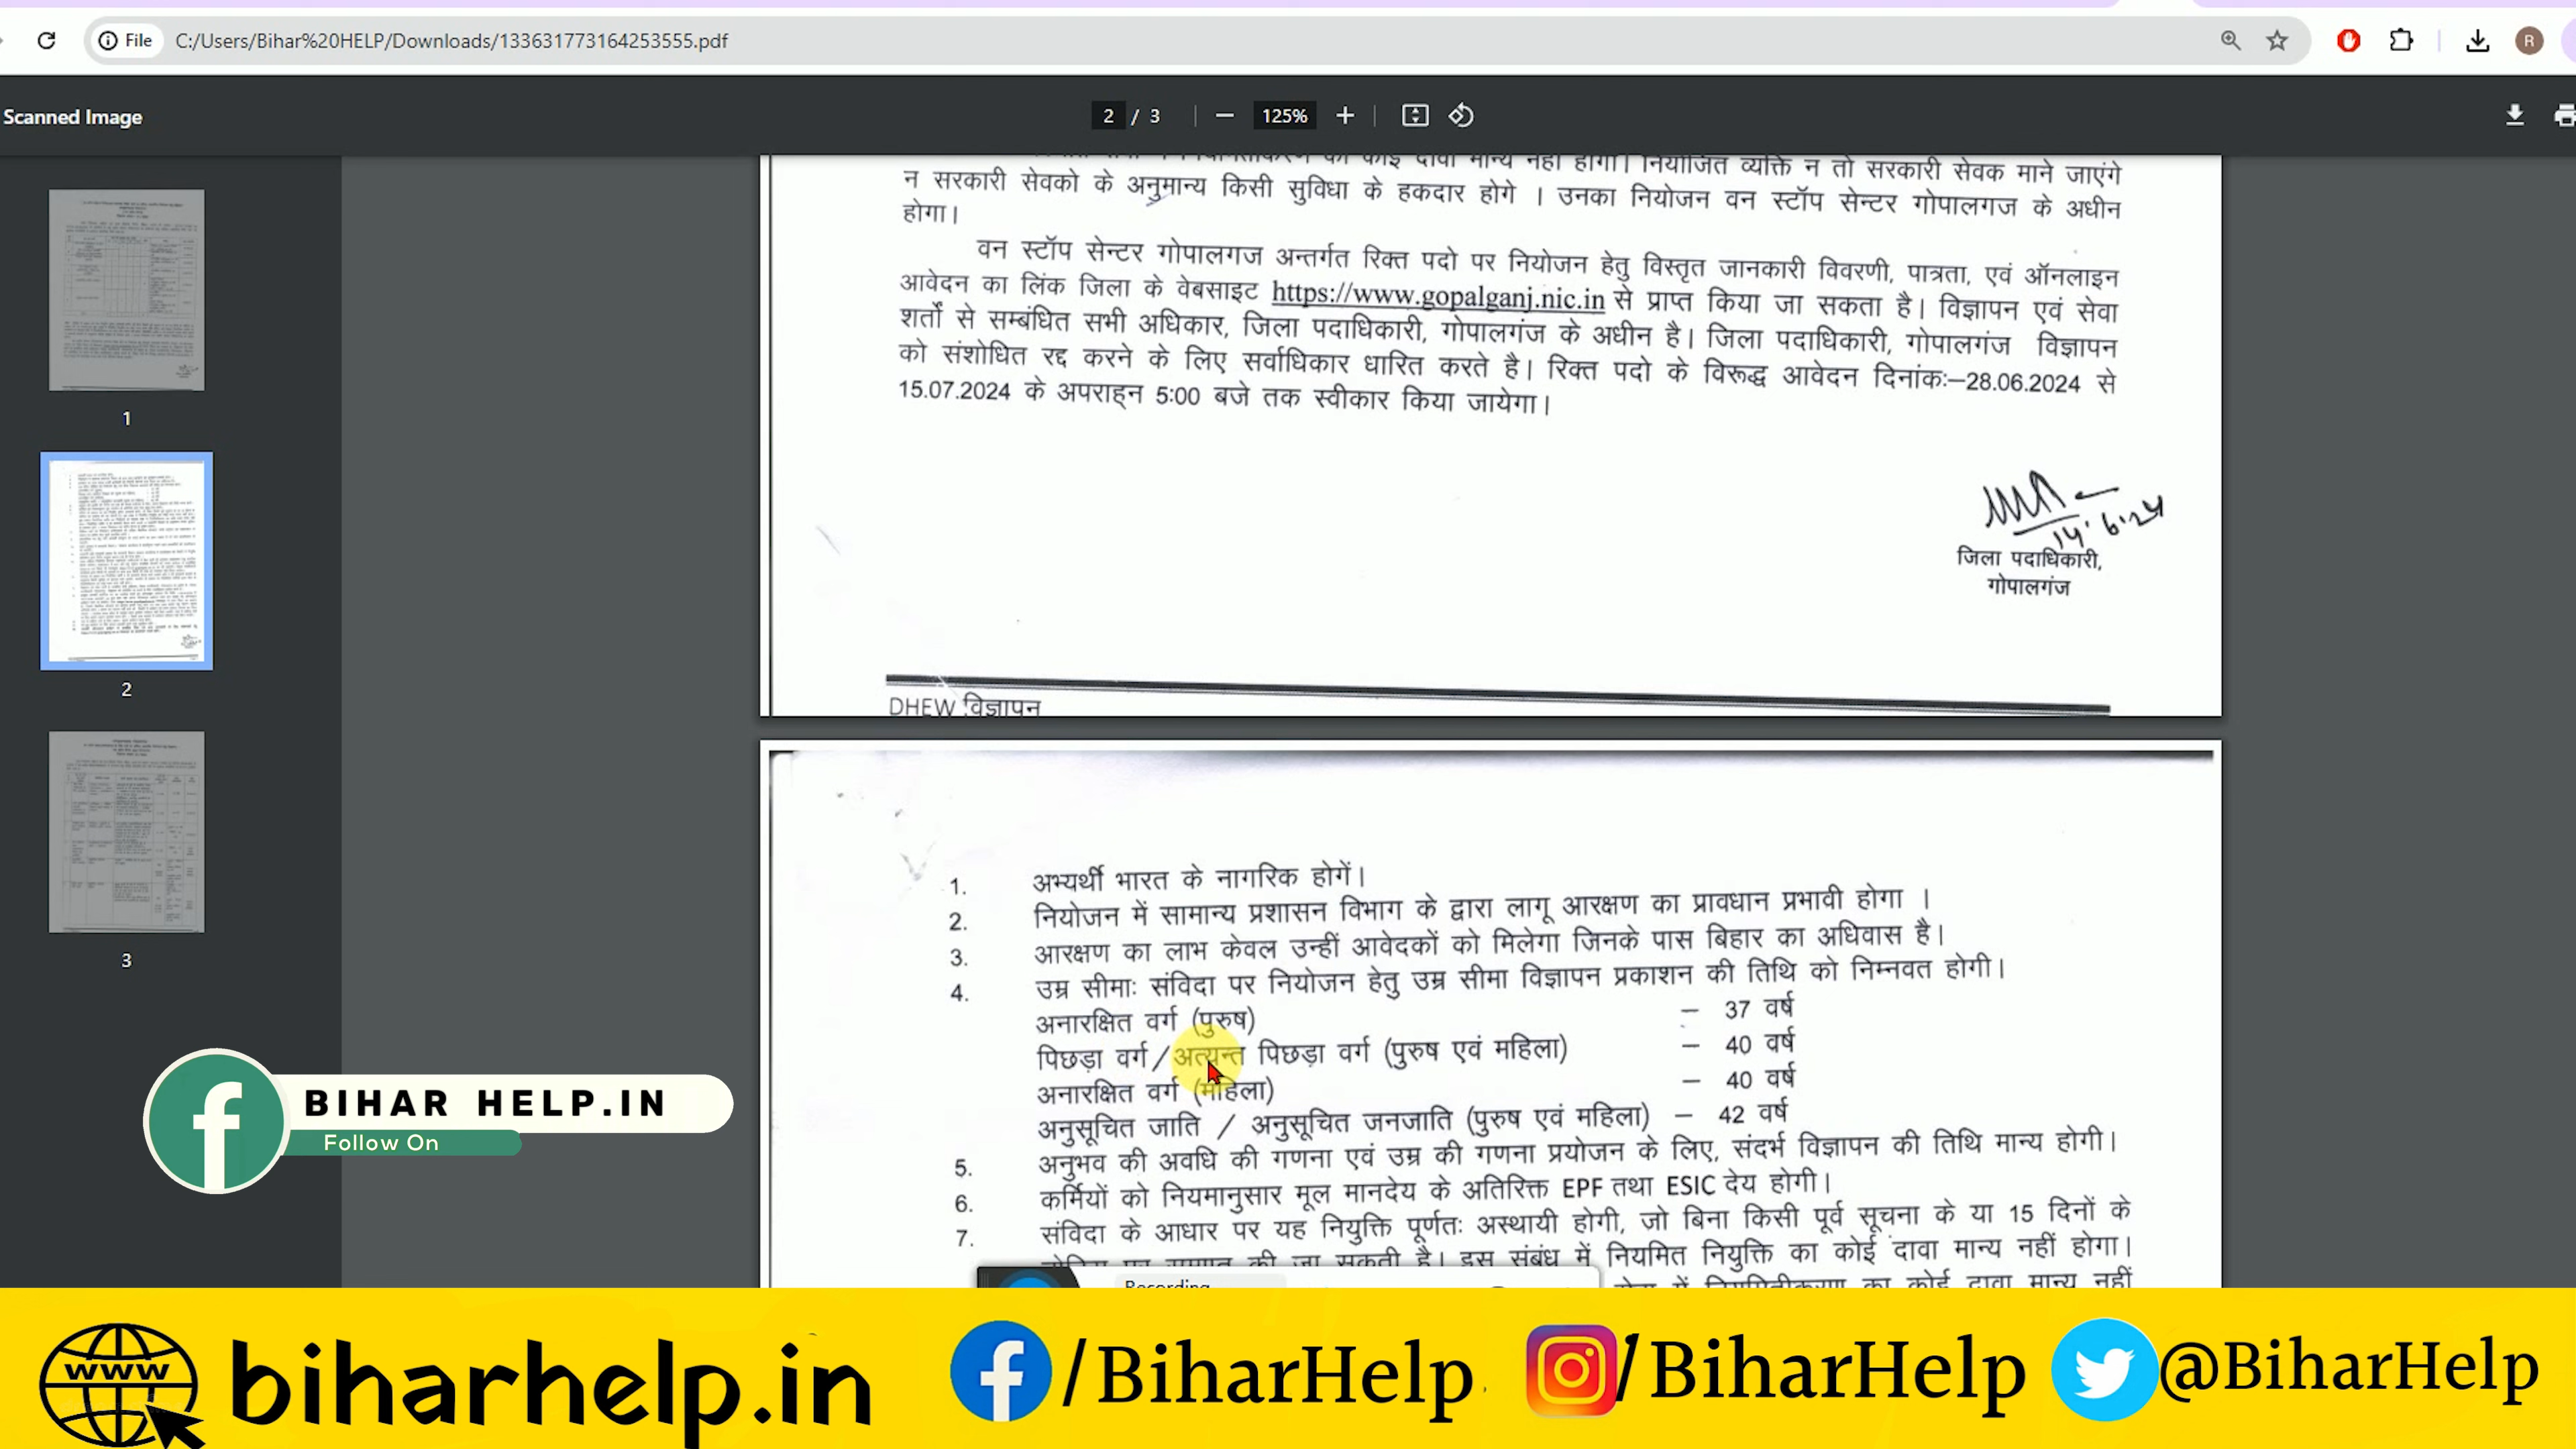 File C:/Users/Bihar%20HELP/Downloads/133631773164253555.pdf
R
Scanned Image
2 / 3
125%
1
2
3
का कोई दावा मान्य नहीं होगा। नियोजित व्यक्ति न तो सरकारी सेवक माने जाएंगे
न सरकारी सेवको के अनुमान्य किसी सुविधा के हकदार होगे । उनका नियोजन वन स्टॉप सेन्टर गोपालगज के अधीन
होगा।
वन स्टॉप सेन्टर गोपालगज अन्तर्गत रिक्त पदो पर नियोजन हेतु विस्तृत जानकारी विवरणी, पात्रता, एवं ऑनलाइन
आवेदन का लिंक जिला के वेबसाइट https://www.gopalganj.nic.in से प्राप्त किया जा सकता है। विज्ञापन एवं सेवा
शर्तों से सम्बंधित सभी अधिकार, जिला पदाधिकारी, गोपालगंज के अधीन है। जिला पदाधिकारी, गोपालगंज विज्ञापन
को संशोधित रद्द करने के लिए सर्वाधिकार धारित करते है। रिक्त पदो के विरूद्ध आवेदन दिनांकः–28.06.2024 से
15.07.2024 के अपराह्न 5:00 बजे तक स्वीकार किया जायेगा।
14.6.24
जिला पदाधिकारी,
गोपालगंज
DHEW विज्ञापन
1. अभ्यर्थी भारत के नागरिक होगें।
2. नियोजन में सामान्य प्रशासन विभाग के द्वारा लागू आरक्षण का प्रावधान प्रभावी होगा ।
3. आरक्षण का लाभ केवल उन्हीं आवेदकों को मिलेगा जिनके पास बिहार का अधिवास है।
4. उम्र सीमाः संविदा पर नियोजन हेतु उम्र सीमा विज्ञापन प्रकाशन की तिथि को निम्नवत होगी।
अनारक्षित वर्ग (पुरुष) – 37 वर्ष
पिछड़ा वर्ग/अत्यन्त पिछड़ा वर्ग (पुरुष एवं महिला) – 40 वर्ष
अनारक्षित वर्ग (महिला) – 40 वर्ष
अनुसूचित जाति / अनुसूचित जनजाति (पुरुष एवं महिला) – 42 वर्ष
5. अनुभव की अवधि की गणना एवं उम्र की गणना प्रयोजन के लिए, संदर्भ विज्ञापन की तिथि मान्य होगी।
6. कर्मियों को नियमानुसार मूल मानदेय के अतिरिक्त EPF तथा ESIC देय होगी।
7. संविदा के आधार पर यह नियुक्ति पूर्णतः अस्थायी होगी, जो बिना किसी पूर्व सूचना के या 15 दिनों के
की जा सकती है। इस संबंध में नियमित नियुक्ति का कोई दावा मान्य नहीं होगा।
का कोई दावा मान्य नहीं
Recording
BIHAR HELP.IN
Follow On
www
biharhelp.in
/BiharHelp
/BiharHelp
@BiharHelp